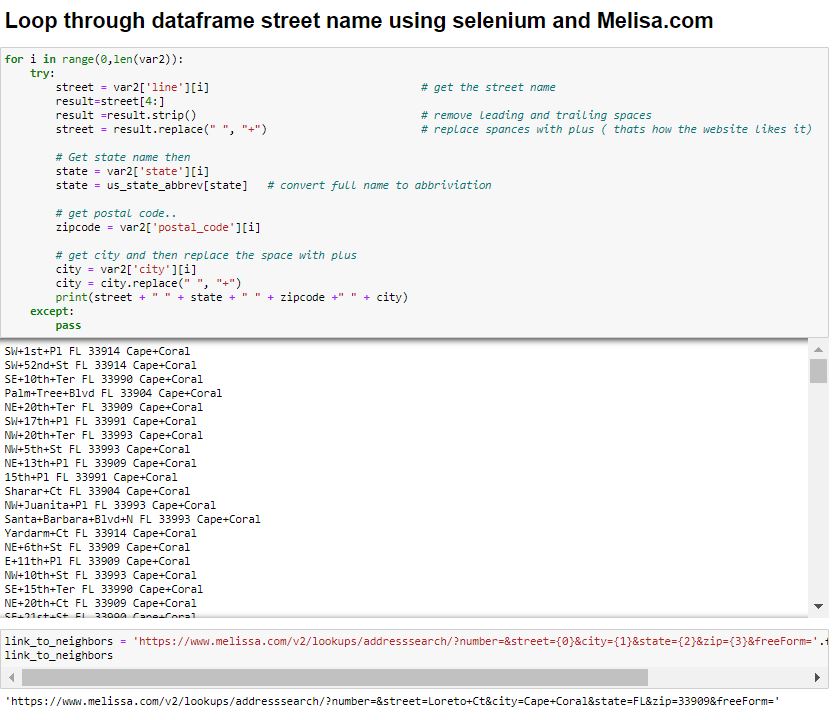 Loop through dataframe street name using selenium and Melisa.com
for i in range(0,len(var2)):
try:
street = var2['line'][i] # get the street name
result=street[4:]
result =result.strip() # remove leading and trailing spaces
street = result.replace(" ", "+") # replace spances with plus ( thats how the website likes it)
# Get state name then
state = var2['state'][i]
state = us_state_abbrev[state] # convert full name to abbriviation
# get postal code..
zipcode = var2['postal_code'][i]
# get city and then replace the space with plus
city = var2['city'][i]
city = city.replace(" ", "+")
print(street + " " + state + " " + zipcode +" " + city)
except:
pass
SW+1st+Pl FL 33914 Cape+Coral
SW+52nd+St FL 33914 Cape+Coral
SE+10th+Ter FL 33990 Cape+Coral
Palm+Tree+Blvd FL 33904 Cape+Coral
NE+20th+Ter FL 33909 Cape+Coral
SW+17th+Pl FL 33991 Cape+Coral
NW+20th+Ter FL 33993 Cape+Coral
NW+5th+St FL 33993 Cape+Coral
NE+13th+Pl FL 33909 Cape+Coral
15th+Pl FL 33991 Cape+Coral
Sharar+Ct FL 33904 Cape+Coral
NW+Juanita+Pl FL 33993 Cape+Coral
Santa+Barbara+Blvd+N FL 33993 Cape+Coral
Yardarm+Ct FL 33914 Cape+Coral
NE+6th+St FL 33909 Cape+Coral
E+11th+Pl FL 33909 Cape+Coral
NW+10th+St FL 33993 Cape+Coral
SE+15th+Ter FL 33990 Cape+Coral
NE+20th+Ct FL 33909 Cape+Coral
SE+21st+St FL 33990 Cape+Coral
link_to_neighbors = 'https://www.melissa.com/v2/lookups/addresssearch/?number=&street={0}&city={1}&state={2}&zip={3}&freeForm='.
link_to_neighbors
'https://www.melissa.com/v2/lookups/addresssearch/?number=&street=Loreto+Ct&city=Cape+Coral&state=FL&zip=33909&freeForm='